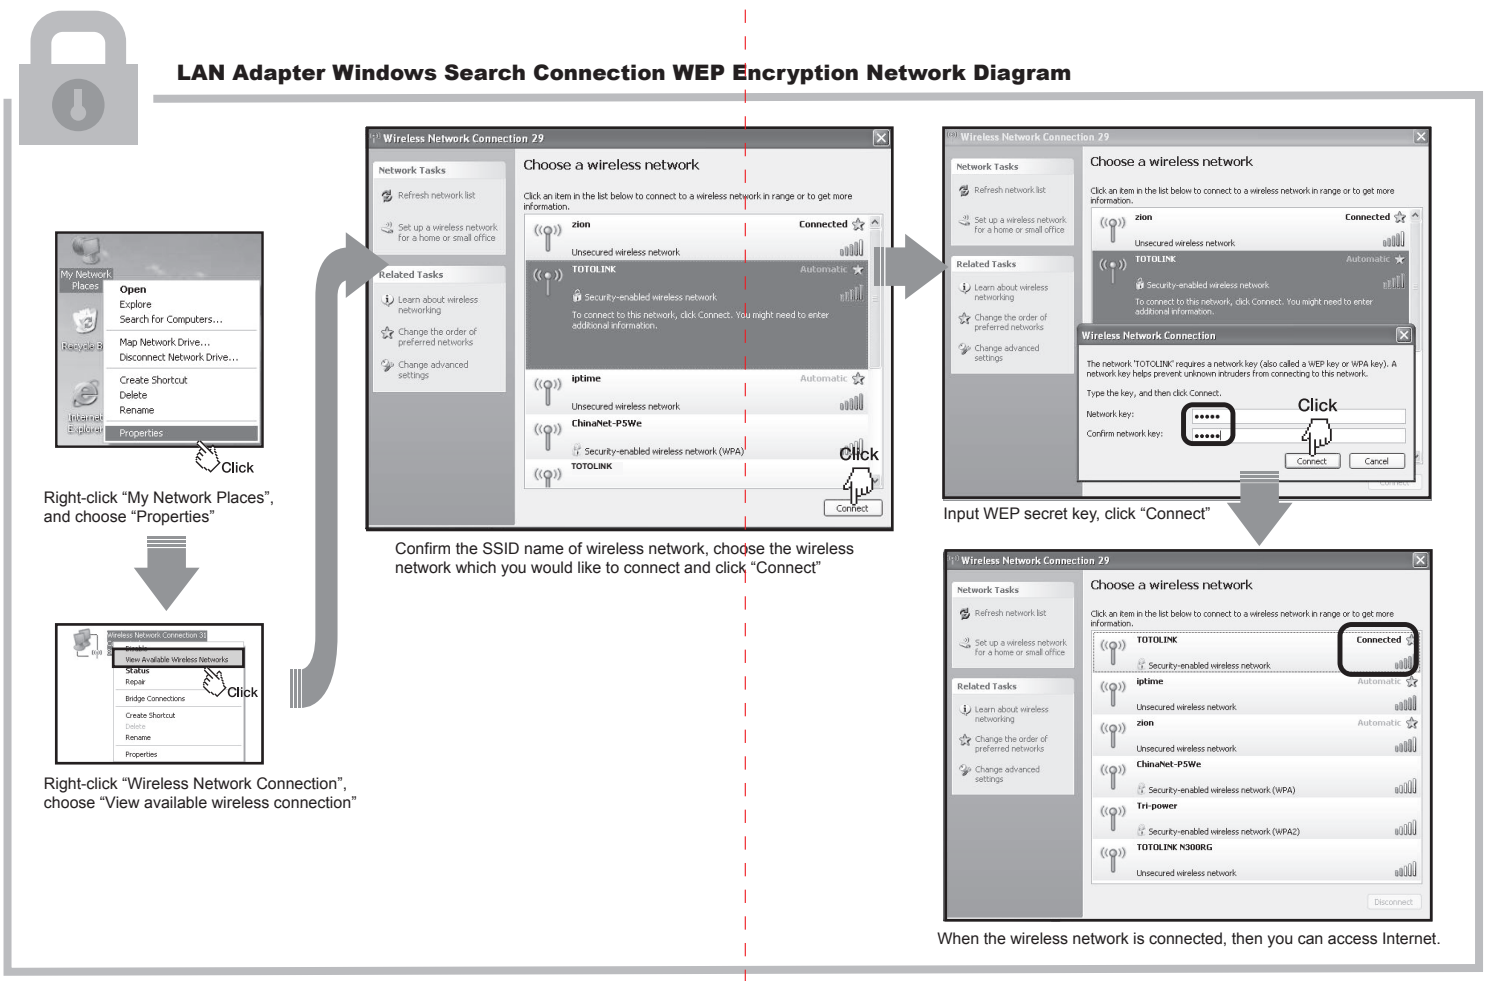 LAN Adapter Windows Search Connection WEP Encryption Network Diagram
My Network
Places
Internet
Explorer
Open
Explore
Search for Computers...
Map Network Drive...
Disconnect Network Drive...
Create Shortcut
Delete
Rename
Properties
Click
Right-click “My Network Places”,
and choose “Properties”
Wireless Network Connection 31
Disable
View Available Wireless Networks
Status
Repair
Bridge Connections
Create Shortcut
Delete
Rename
Properties
Click
Right-click “Wireless Network Connection”,
choose “View available wireless connection”
Wireless Network Connection 29
Network Tasks
Refresh network list
Set up a wireless network
for a home or small office
Related Tasks
Learn about wireless
networking
Change the order of
preferred networks
Change advanced
settings
Choose a wireless network
Click an item in the list below to connect to a wireless network in range or to get more
information.
zion Connected
Unsecured wireless network
TOTOLINK Automatic
Security-enabled wireless network
To connect to this network, click Connect. You might need to enter
additional information.
iptime Automatic
Unsecured wireless network
ChinaNet-P5We
Security-enabled wireless network (WPA)
TOTOLINK
Click
Connect
Confirm the SSID name of wireless network, choose the wireless
network which you would like to connect and click “Connect”
Wireless Network Connection 29
Network Tasks
Refresh network list
Set up a wireless network
for a home or small office
Related Tasks
Learn about wireless
networking
Change the order of
preferred networks
Change advanced
settings
Choose a wireless network
Click an item in the list below to connect to a wireless network in range or to get more
information.
zion Connected
Unsecured wireless network
TOTOLINK Automatic
Security-enabled wireless network
To connect to this network, click Connect. You might need to enter
additional information.
Wireless Network Connection
The network 'TOTOLINK' requires a network key (also called a WEP key or WPA key). A
network key helps prevent unknown intruders from connecting to this network.
Type the key, and then click Connect.
Network key:
Confirm network key:
Click
Connect Cancel
Connect
Input WEP secret key, click “Connect”
Wireless Network Connection 29
Network Tasks
Refresh network list
Set up a wireless network
for a home or small office
Related Tasks
Learn about wireless
networking
Change the order of
preferred networks
Change advanced
settings
Choose a wireless network
Click an item in the list below to connect to a wireless network in range or to get more
information.
TOTOLINK Connected
Security-enabled wireless network
iptime Automatic
Unsecured wireless network
zion Automatic
Unsecured wireless network
ChinaNet-P5We
Security-enabled wireless network (WPA)
Tri-power
Security-enabled wireless network (WPA2)
TOTOLINK N300RG
Unsecured wireless network
Disconnect
When the wireless network is connected, then you can access Internet.